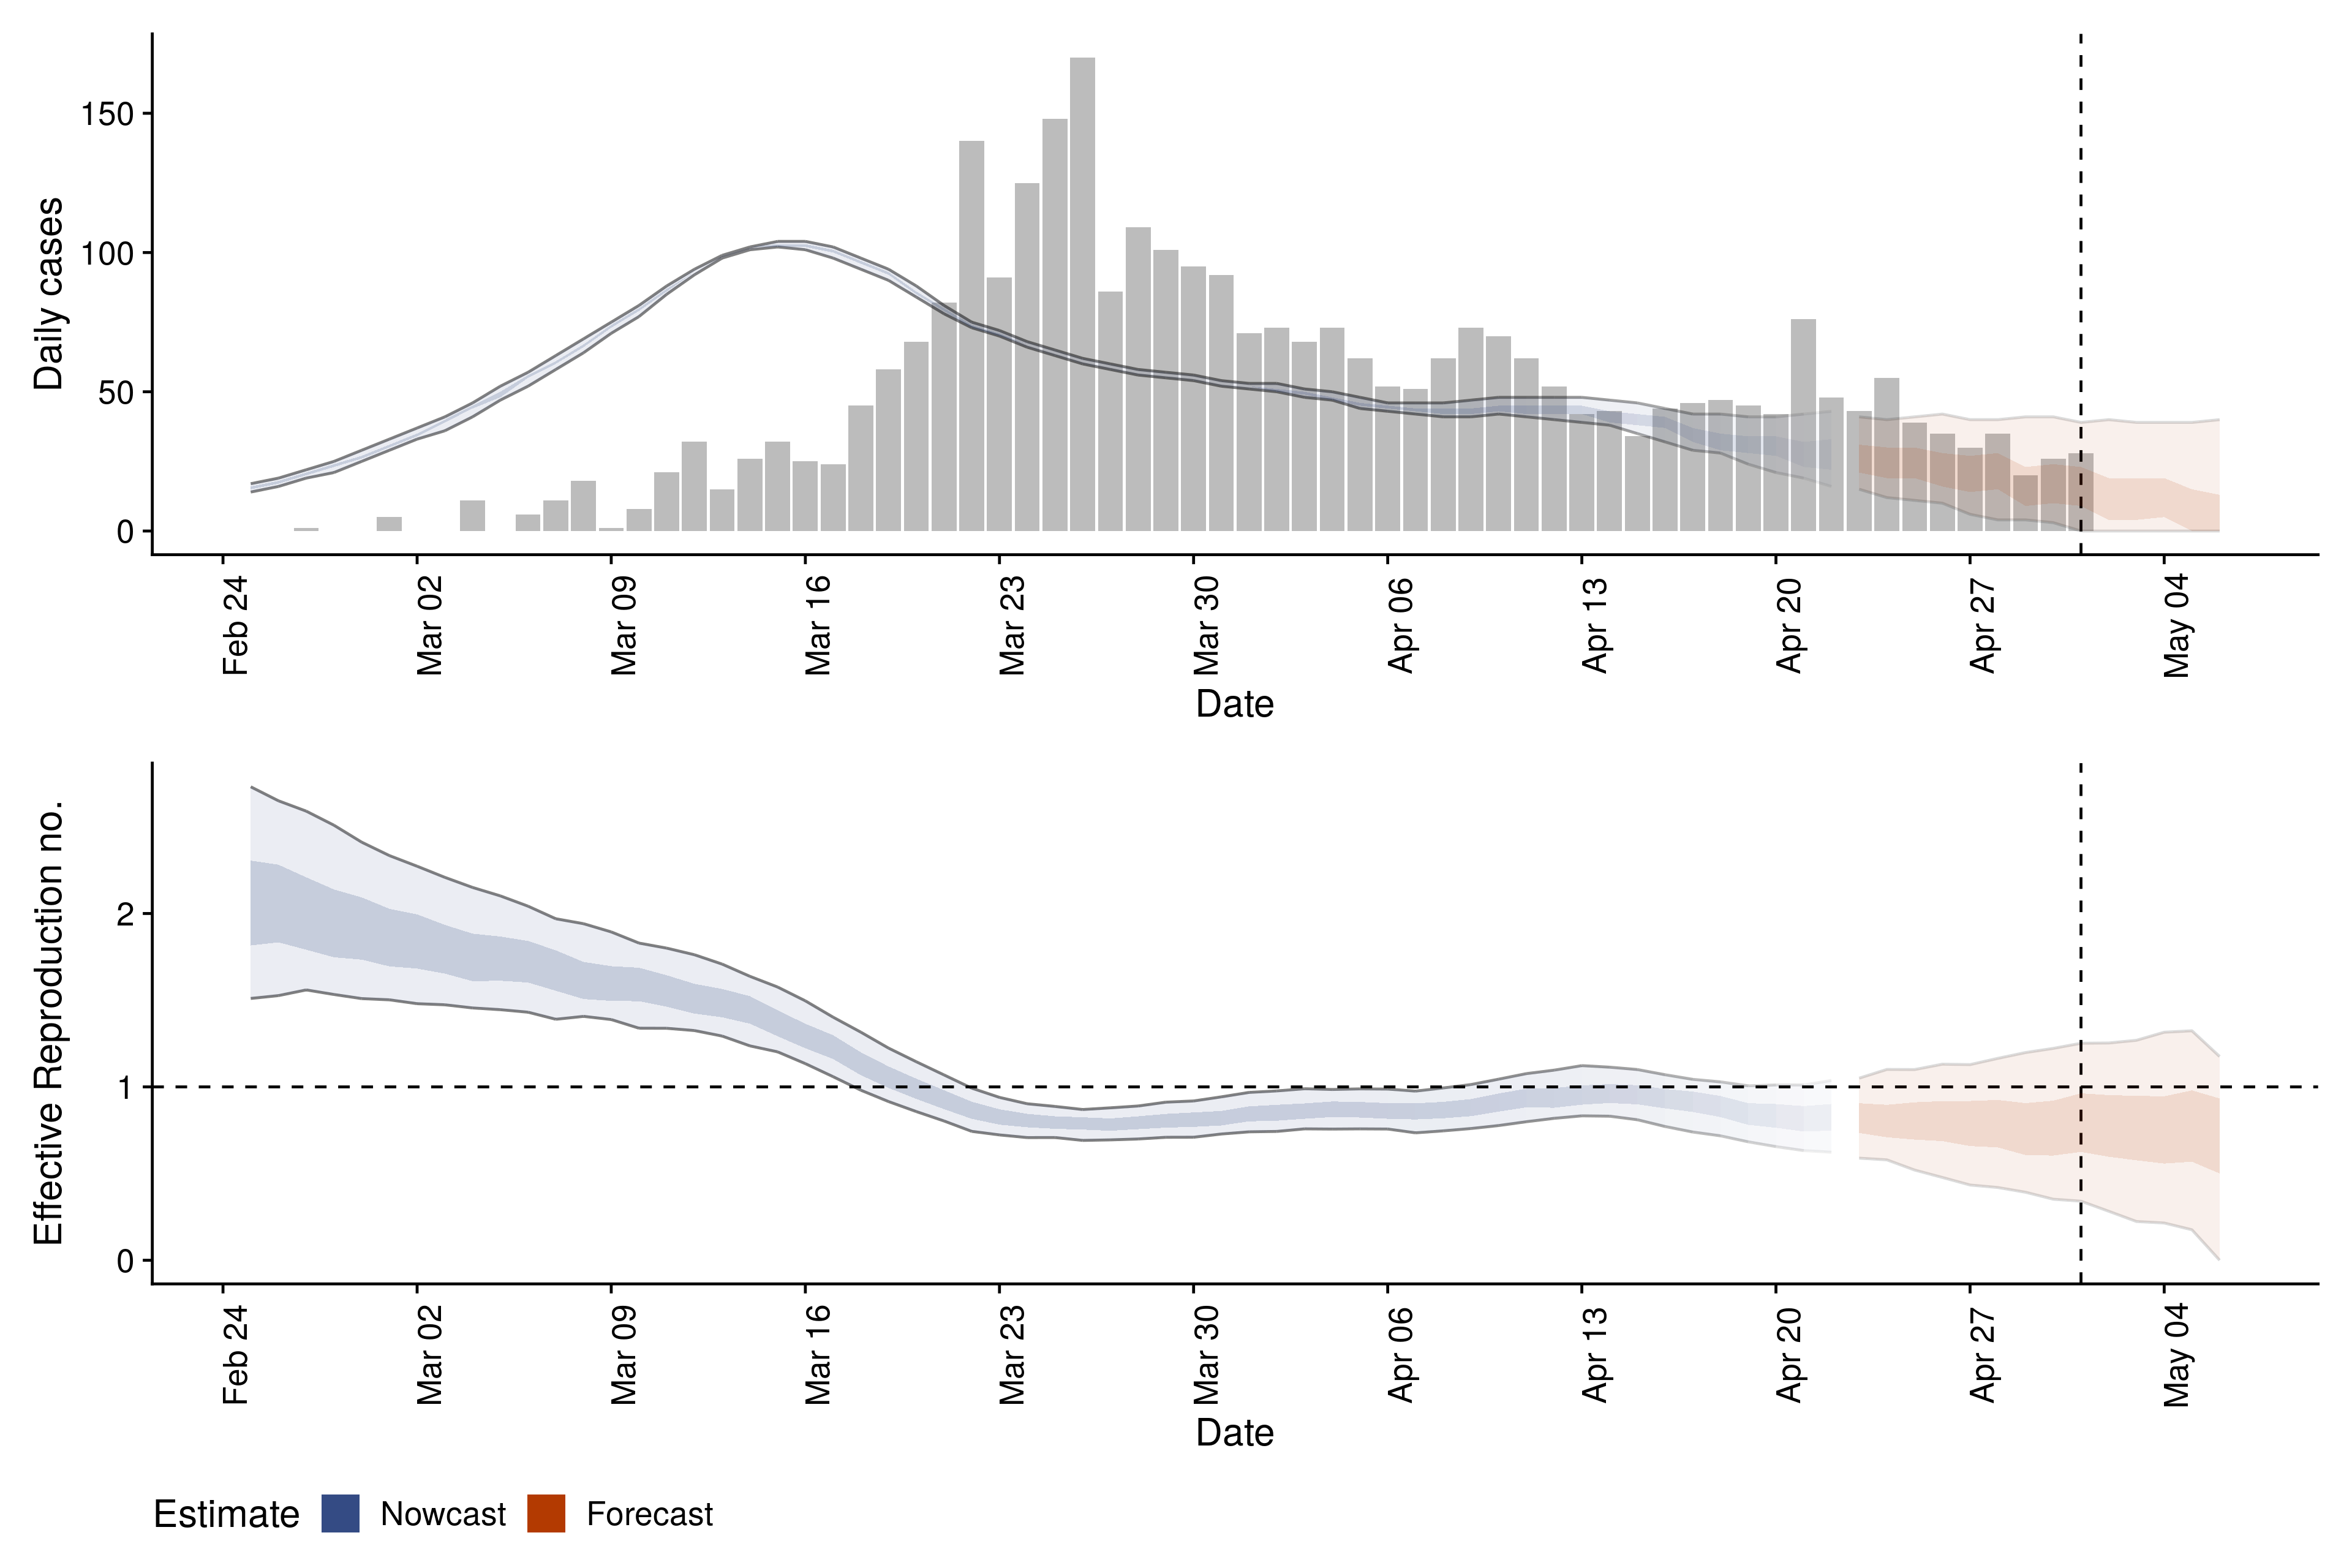 Daily cases
150
100
50
0
Feb 24 Mar 02 Mar 09 Mar 16 Mar 23 Mar 30 Apr 06 Apr 13 Apr 20 Apr 27 May 04
Date
Effective Reproduction no.
2
1
0
Feb 24 Mar 02 Mar 09 Mar 16 Mar 23 Mar 30 Apr 06 Apr 13 Apr 20 Apr 27 May 04
Date
Estimate Nowcast Forecast